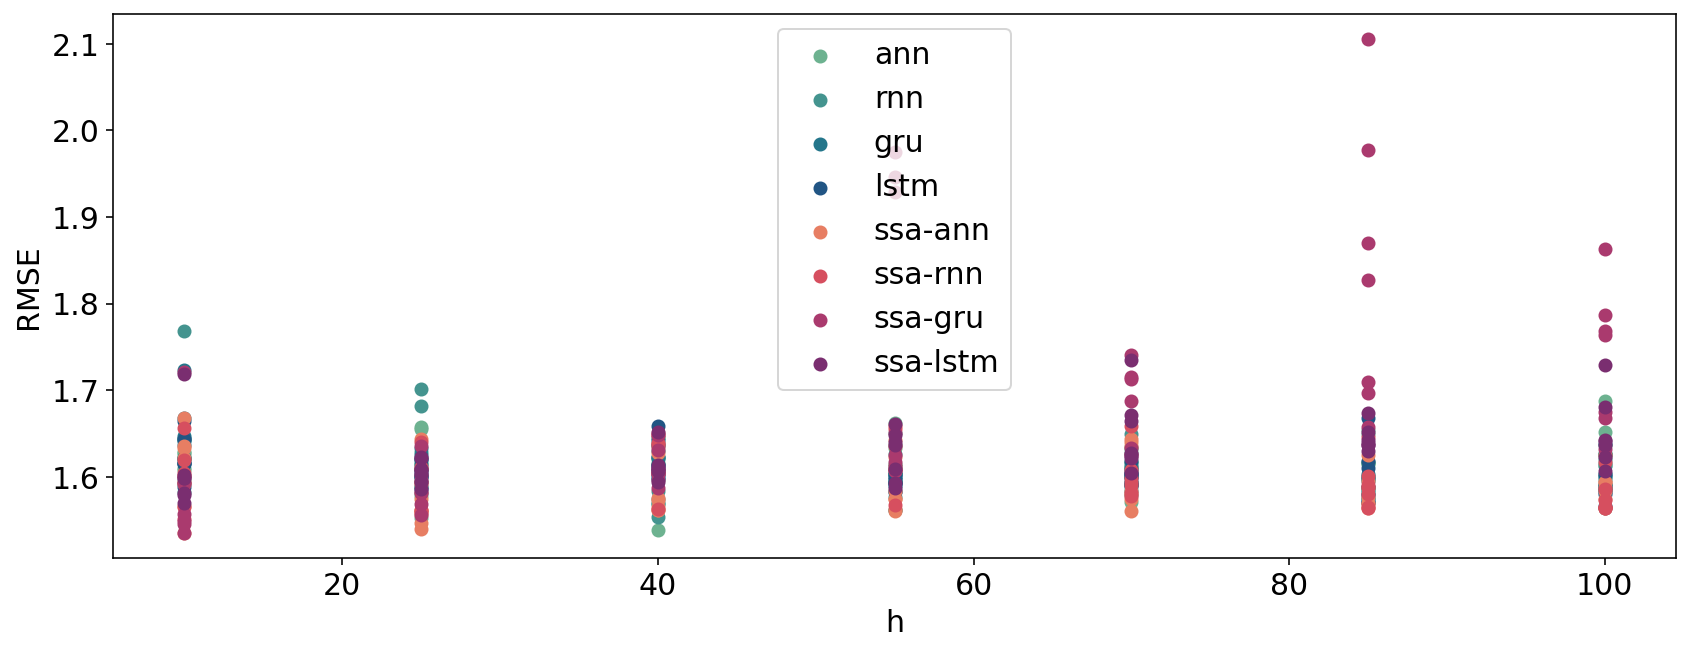 2.1
2.0
1.9
1.8
1.7
1.6
RMSE
ann
rnn
gru
lstm
ssa-ann
ssa-rnn
ssa-gru
ssa-lstm
20
40
60
80
100
h